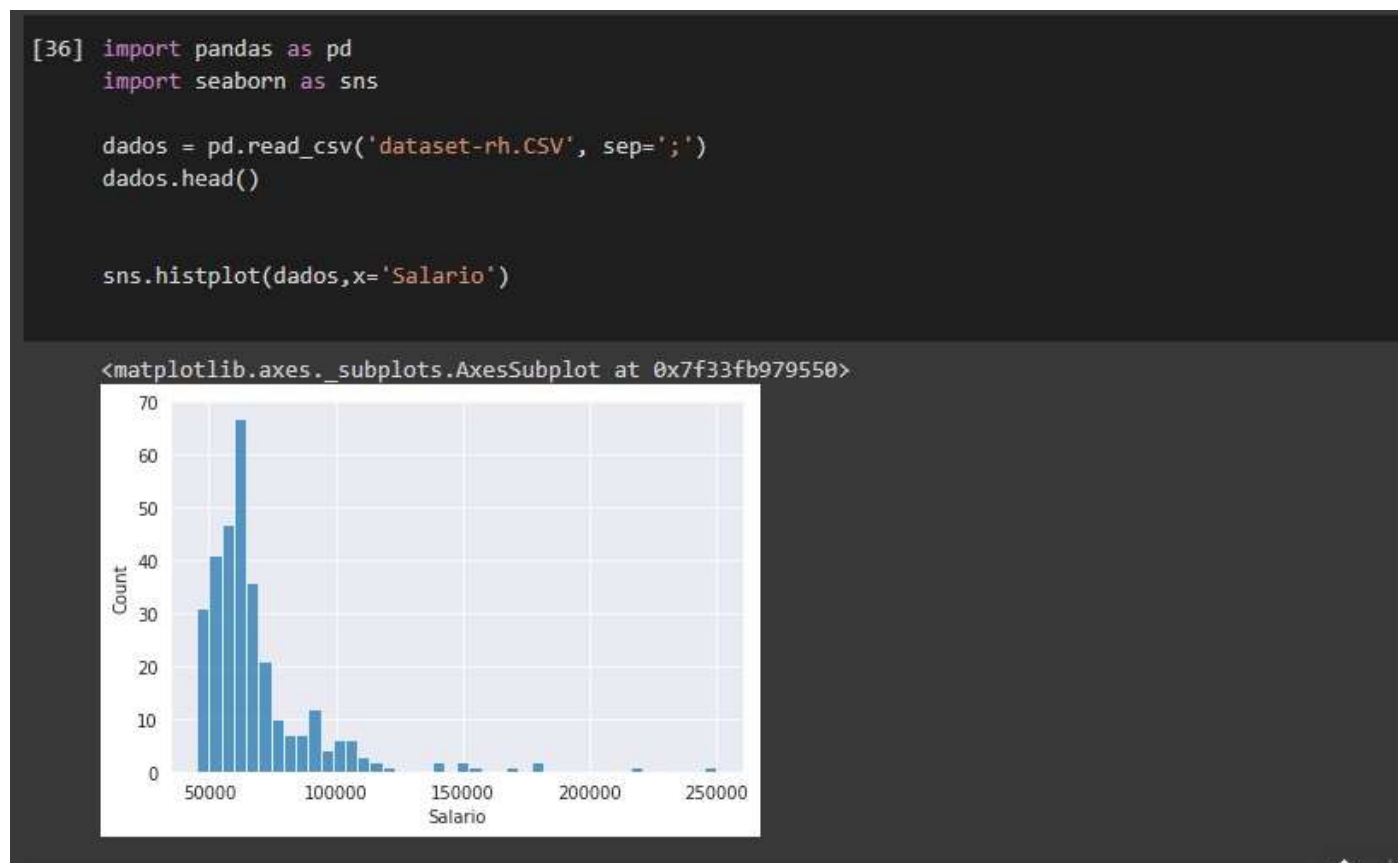 [36] import pandas as pd
import seaborn as sns
dados = pd.read_csv('dataset-rh.CSV', sep=';')
dados.head()
sns.histplot(dados,x='Salario')
<matplotlib.axes._subplots.AxesSubplot at 0x7f33fb979550>
70
60
50
40
30
20
10
0
Count
50000 100000 150000 200000 250000
Salario